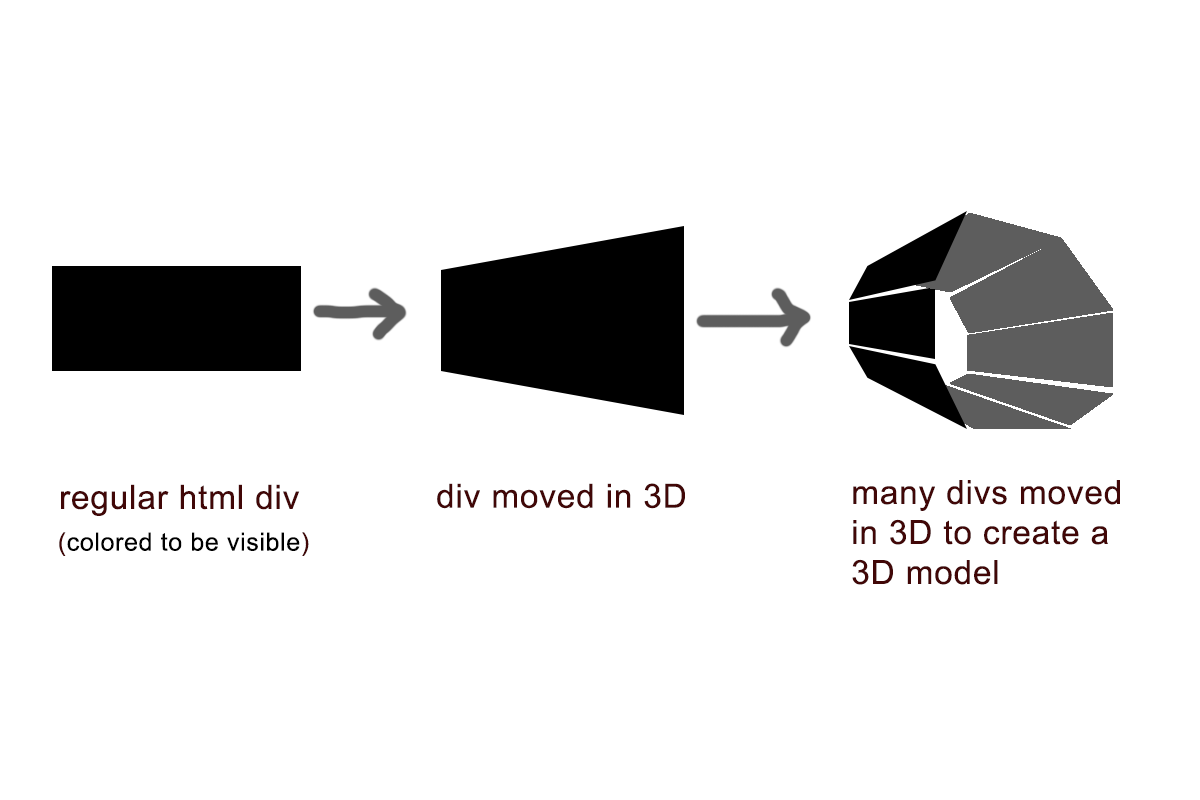 regular html div
(colored to be visible)
div moved in 3D
many divs moved
in 3D to create a
3D model